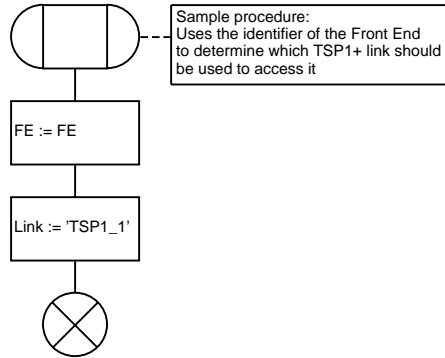 Sample procedure:
Uses the identifier of the Front End
to determine which TSP1+ link should
be used to access it
FE := FE
Link := 'TSP1_1’